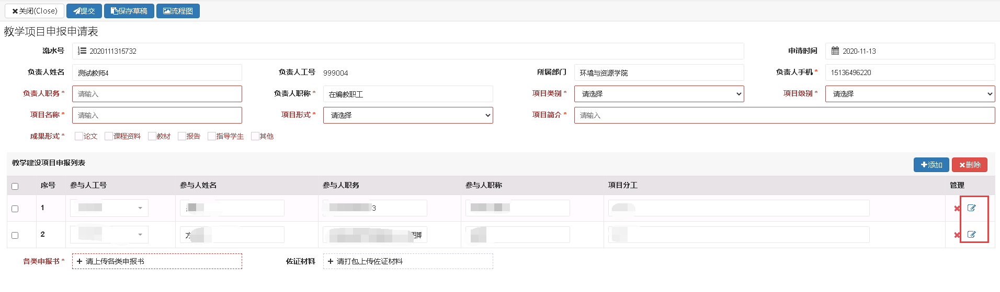 关闭(Close) 提交 保存草稿 流程图
教学项目申报申请表
流水号 2020111315732 申请时间 2020-11-13
负责人姓名 测试教师4 负责人工号 999004 所属部门 环境与资源学院 负责人手机* 15136496220
负责人职务* 请输入 负责人职称* 在编教职工 项目类别* 请选择 项目级别* 请选择
项目名称* 请输入 项目形式* 请选择 项目简介* 请输入
成果形式* 论文 课程资料 教材 报告 指导学生 其他
教学建设项目申报列表 添加 删除
序号 参与人工号 参与人姓名 参与人职务 参与人职称 项目分工 管理
1 3
2 方
各类申报书* + 请上传各类申报书 佐证材料 + 请打包上传佐证材料